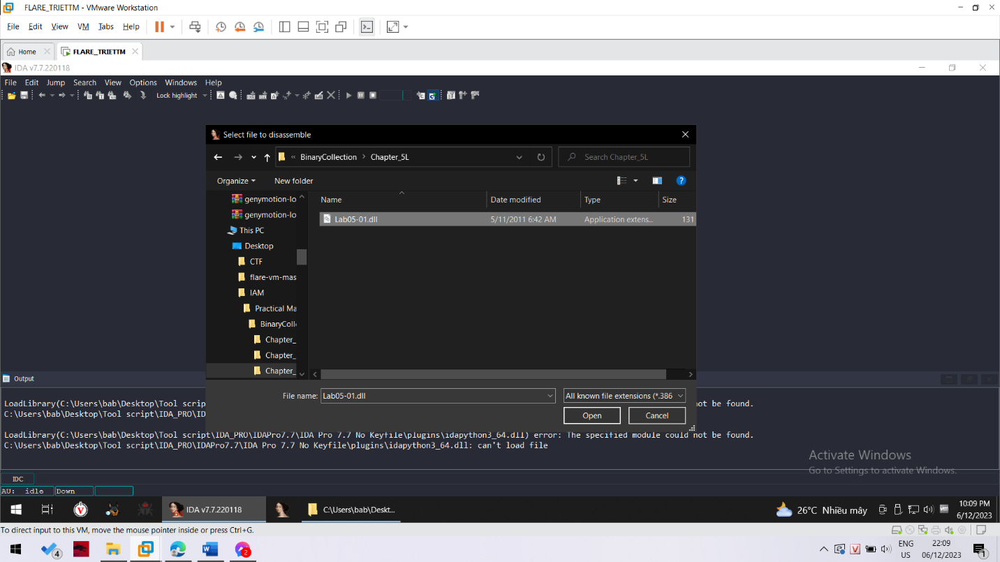 FLARE_TRIETTM - VMware Workstation
File Edit View VM Tabs Help
Home FLARE_TRIETTM
IDA v7.7.220118
File Edit Jump Search View Options Windows Help
Lock highlight
Select file to disassemble
« BinaryCollection > Chapter_5L Search Chapter_5L
Organize New folder
Name Date modified Type Size
genymotion-lo
Lab05-01.dll 5/11/2011 6:42 AM Application extens... 131
genymotion-lo
This PC
Desktop
CTF
flare-vm-mas
IAM
Practical Ma
BinaryColl
Chapter_
Chapter_
Chapter_
Output
File name: Lab05-01.dll All known file extensions (*.386
Open Cancel
LoadLibrary(C:\Users\bab\Desktop\Tool scrip ot be found.
C:\Users\bab\Desktop\Tool script\IDA_PRO\ID
LoadLibrary(C:\Users\bab\Desktop\Tool script\IDA_PRO\IDAPro7.7\IDA Pro 7.7 No Keyfile\plugins\idapython3_64.dll) error: The specified module could not be found.
C:\Users\bab\Desktop\Tool script\IDA_PRO\IDAPro7.7\IDA Pro 7.7 No Keyfile\plugins\idapython3_64.dll: can't load file
Activate Windows
Go to Settings to activate Windows.
IDC
AU: idle Down
IDA v7.7.220118 C:\Users\bab\Deskt... 26°C Nhiều mây 10:09 PM
6/12/2023
To direct input to this VM, move the mouse pointer inside or press Ctrl+G.
4 2 ENG 22:09
US 06/12/2023 1